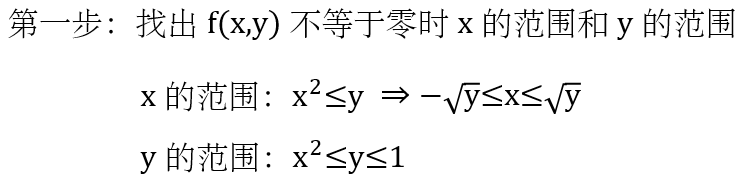 第一步：找出 f(x,y) 不等于零时 x 的范围和 y 的范围
x 的范围：x²≤y ⇒ −√y≤x≤√y
y 的范围：x²≤y≤1